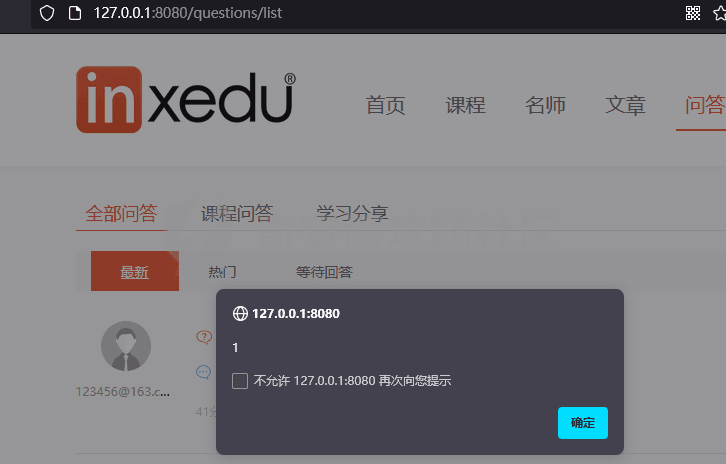 127.0.0.1:8080/questions/list
inxedu®
首页 课程 名师 文章 问答
全部问答 课程问答 学习分享
最新 热门 等待回答
127.0.0.1:8080
1
不允许 127.0.0.1:8080 再次向您提示
123456@163.c...
41分
确定